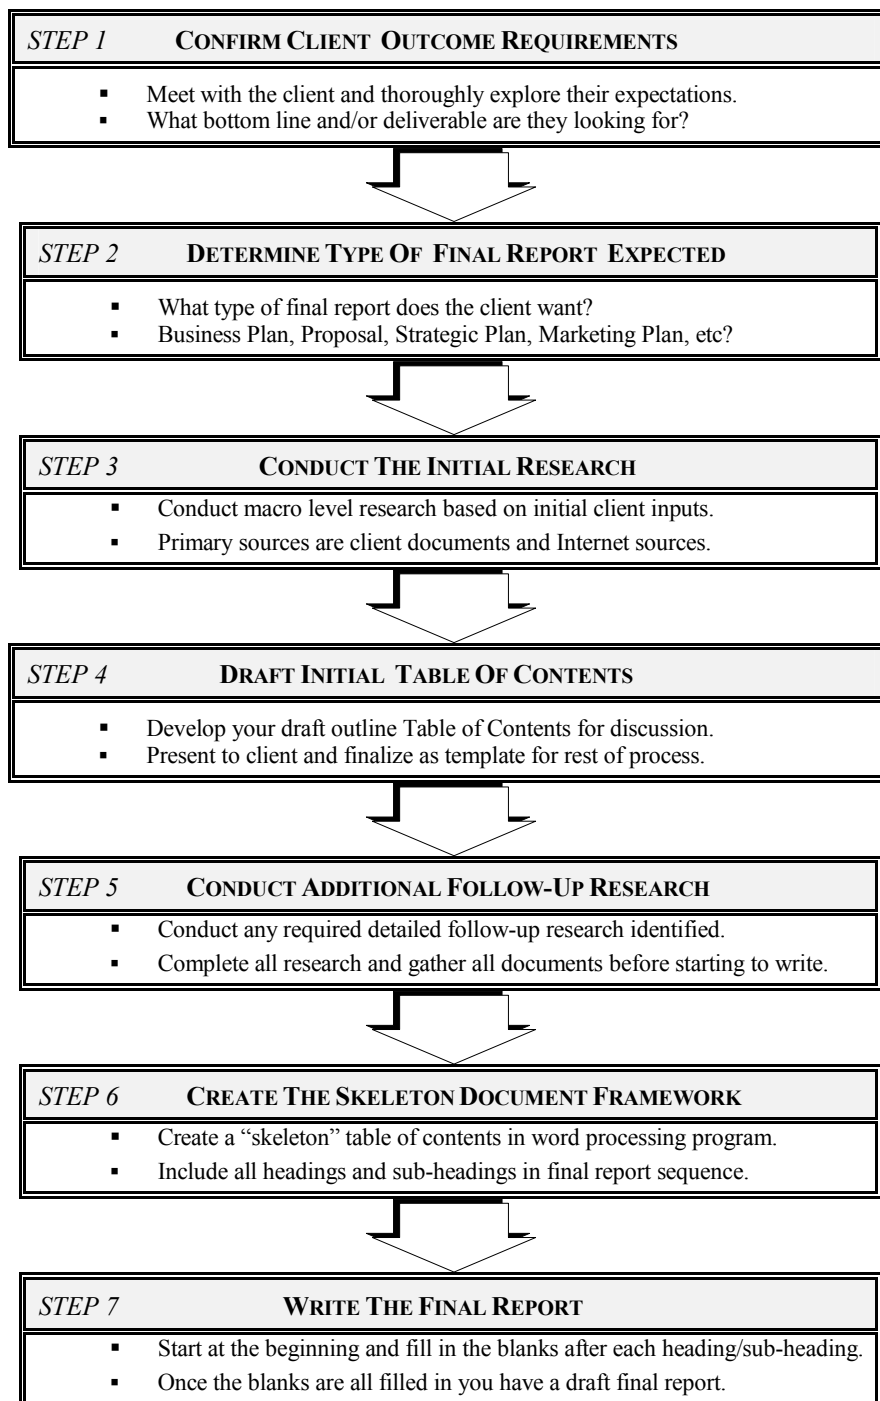 STEP 1 CONFIRM CLIENT OUTCOME REQUIREMENTS
▪ Meet with the client and thoroughly explore their expectations.
▪ What bottom line and/or deliverable are they looking for?
STEP 2 DETERMINE TYPE OF FINAL REPORT EXPECTED
▪ What type of final report does the client want?
▪ Business Plan, Proposal, Strategic Plan, Marketing Plan, etc?
STEP 3 CONDUCT THE INITIAL RESEARCH
▪ Conduct macro level research based on initial client inputs.
▪ Primary sources are client documents and Internet sources.
STEP 4 DRAFT INITIAL TABLE OF CONTENTS
▪ Develop your draft outline Table of Contents for discussion.
▪ Present to client and finalize as template for rest of process.
STEP 5 CONDUCT ADDITIONAL FOLLOW-UP RESEARCH
▪ Conduct any required detailed follow-up research identified.
▪ Complete all research and gather all documents before starting to write.
STEP 6 CREATE THE SKELETON DOCUMENT FRAMEWORK
▪ Create a “skeleton” table of contents in word processing program.
▪ Include all headings and sub-headings in final report sequence.
STEP 7 WRITE THE FINAL REPORT
▪ Start at the beginning and fill in the blanks after each heading/sub-heading.
▪ Once the blanks are all filled in you have a draft final report.